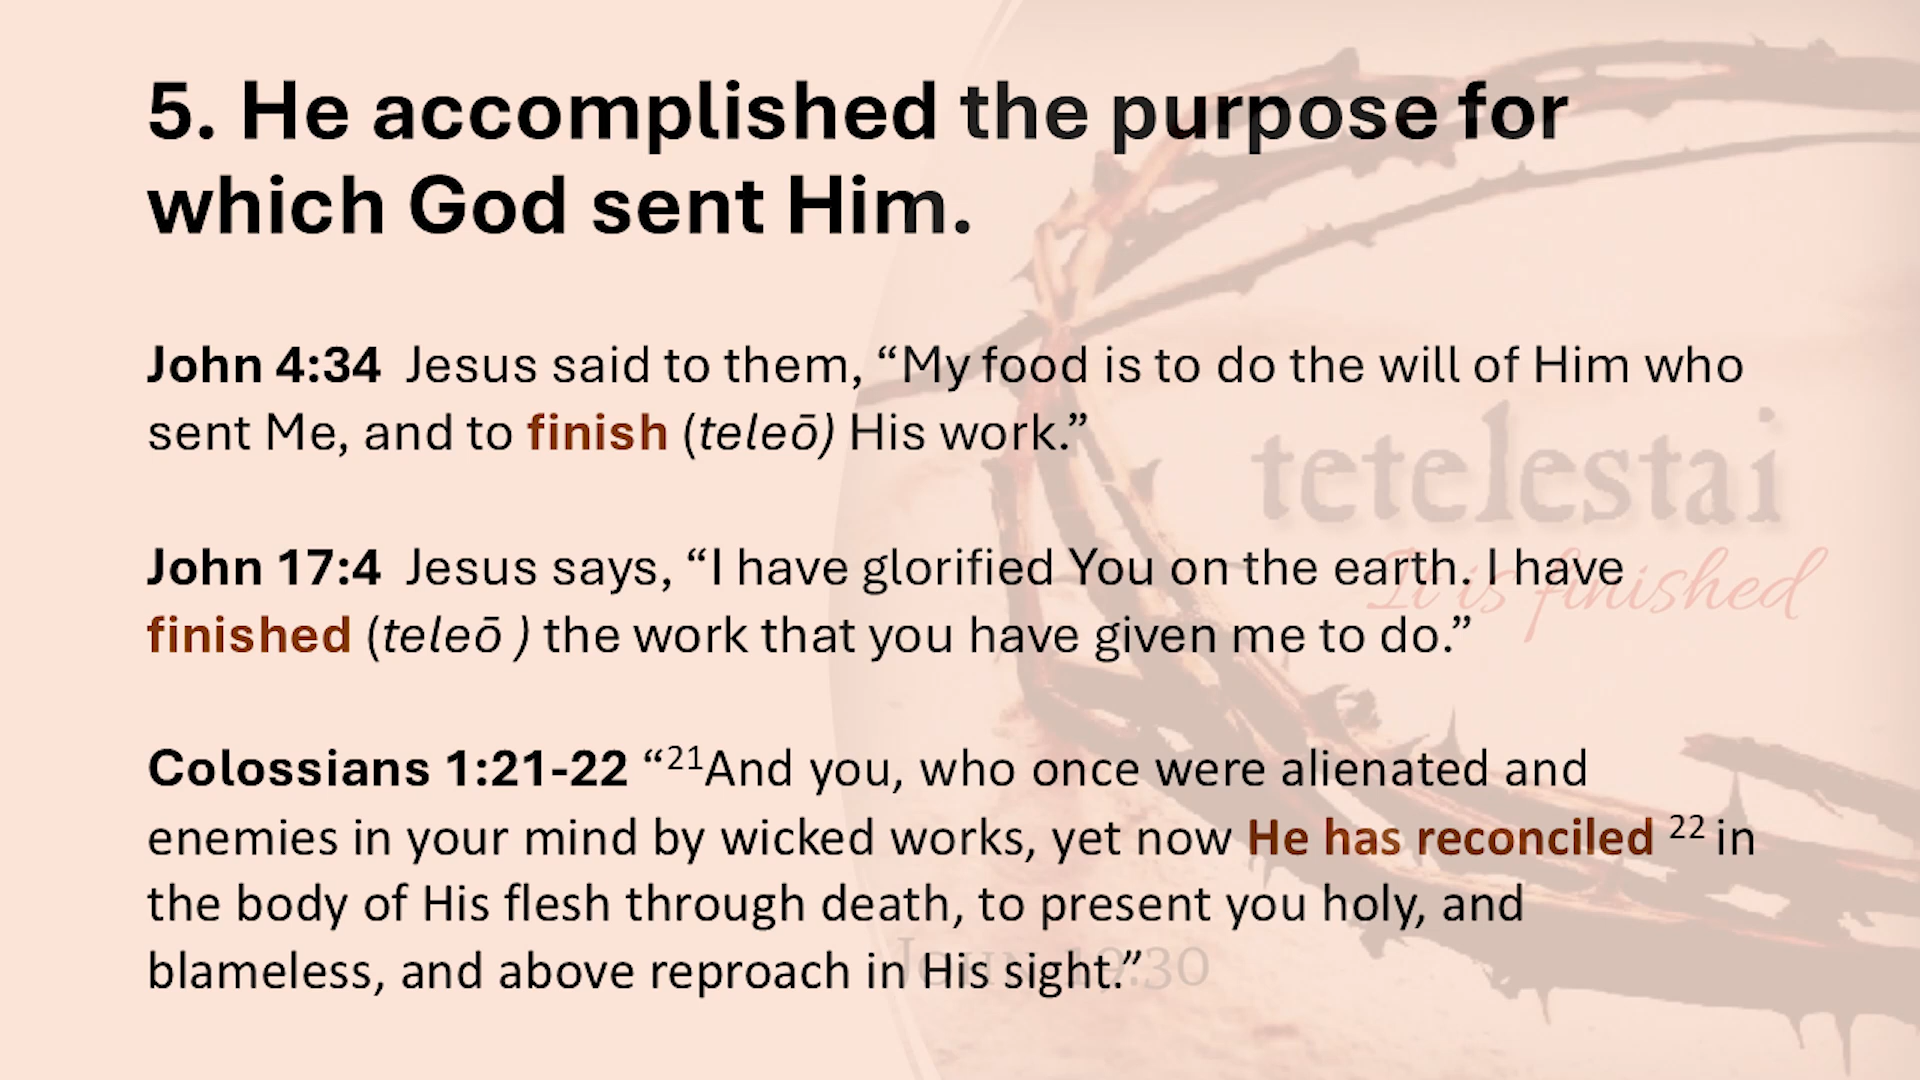 5. He accomplished the purpose for
which God sent Him.
John 4:34 Jesus said to them, “My food is to do the will of Him who
sent Me, and to finish (teleō) His work.”
tetelestai
John 17:4 Jesus says, “I have glorified You on the earth. I have
It is finished
finished (teleō ) the work that you have given me to do.”
Colossians 1:21-22 “21And you, who once were alienated and
enemies in your mind by wicked works, yet now He has reconciled 22 in
the body of His flesh through death, to present you holy, and
blameless, and above reproach in His sight.”
John 19:30